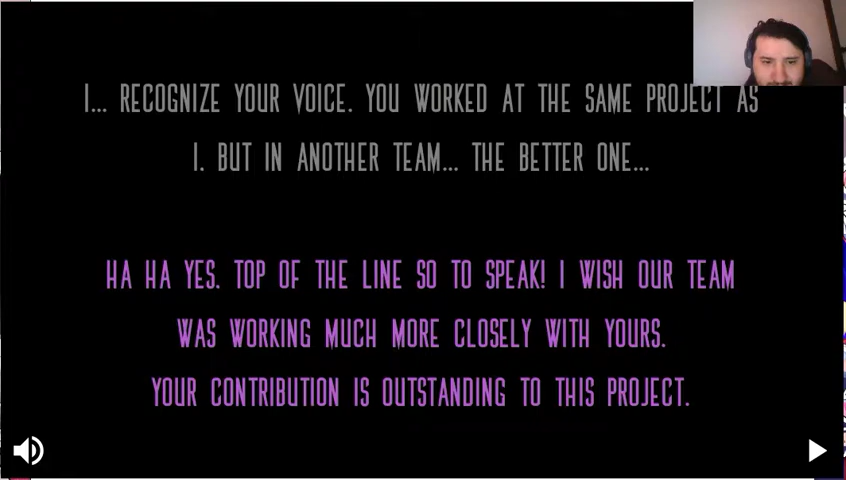 I... RECOGNIZE YOUR VOICE. YOU WORKED AT THE SAME PROJECT AS
I. BUT IN ANOTHER TEAM... THE BETTER ONE...
HA HA YES. TOP OF THE LINE SO TO SPEAK! I WISH OUR TEAM
WAS WORKING MUCH MORE CLOSELY WITH YOURS.
YOUR CONTRIBUTION IS OUTSTANDING TO THIS PROJECT.